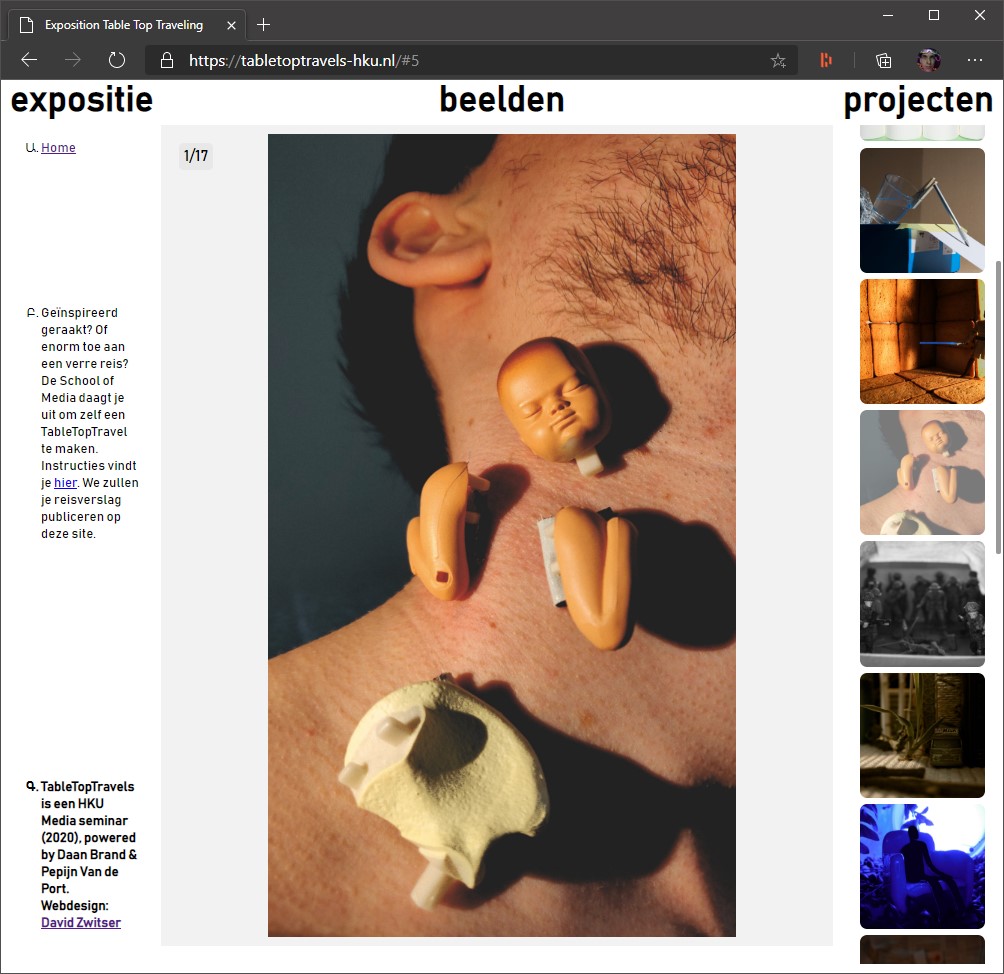 Exposition Table Top Traveling
https://tabletoptravels-hku.nl/#5
expositie
beelden
projecten
Home
1/17
Geïnspireerd
geraakt? Of
enorm toe aan
een verre reis?
De School of
Media daagt je
uit om zelf een
TableTopTravel
te maken.
Instructies vindt
je hier. We zullen
je reisverslag
publiceren op
deze site.
TableTopTravels
is een HKU
Media seminar
(2020), powered
by Daan Brand &
Pepijn Van de
Port.
Webdesign:
David Zwitser